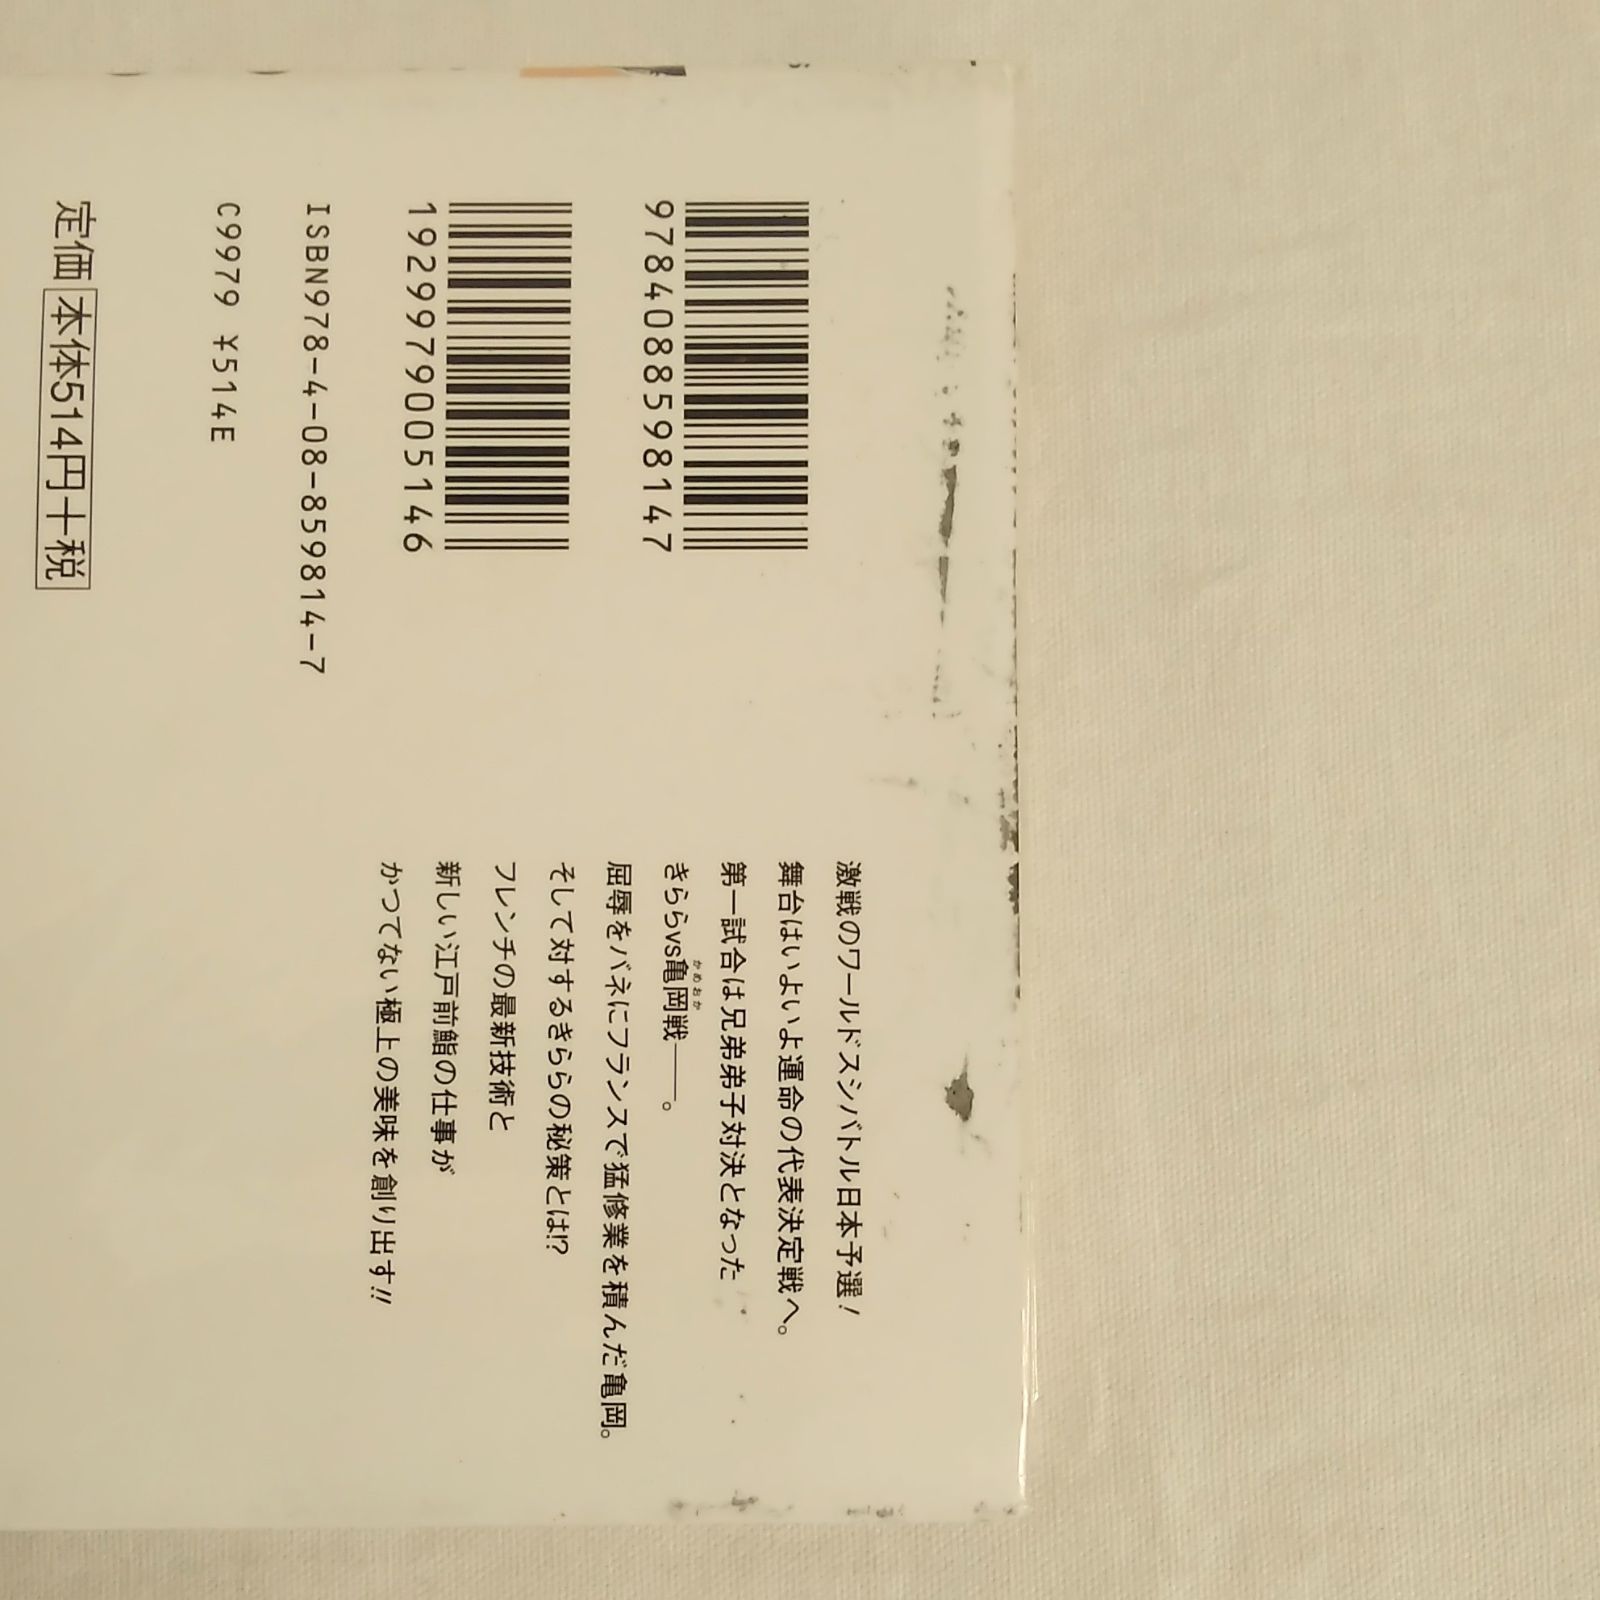 9784088598147
1929979005146
ISBN978-4-08-859814-7
C9979 ¥514E
定価 本体514円+税
激戦のワールドスシバトル日本予選!
舞台はいよいよ運命の代表決定戦へ。
第一試合は兄弟弟子対決となった
きららvs亀岡戦――。
かめおか
屈辱をバネにフランスで猛修業を積んだ亀岡。
そして対するきららの秘策とは!?
フレンチの最新技術と
新しい江戸前鮨の仕事が
かつてない極上の美味を創り出す!!